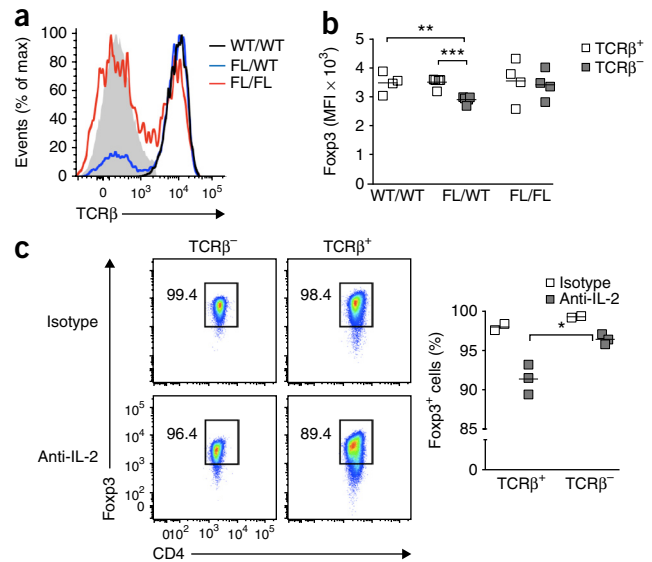 a
WT/WT
FL/WT
FL/FL
Events (% of max)
100
80
60
40
20
0
0 10³ 10⁴ 10⁵
TCRβ
b
** 
***
TCRβ⁺
TCRβ⁻
Foxp3 (MFI × 10³)
5
4
3
2
1
0
WT/WT FL/WT FL/FL
c
TCRβ⁻ TCRβ⁺
Isotype
99.4 98.4
Anti-IL-2
96.4 89.4
10⁵
10⁴
10³
10²
0
Foxp3
0 10² 10³ 10⁴ 10⁵
CD4
Isotype
Anti-IL-2
*
Foxp3⁺ cells (%)
100
95
90
85
0
TCRβ⁺ TCRβ⁻